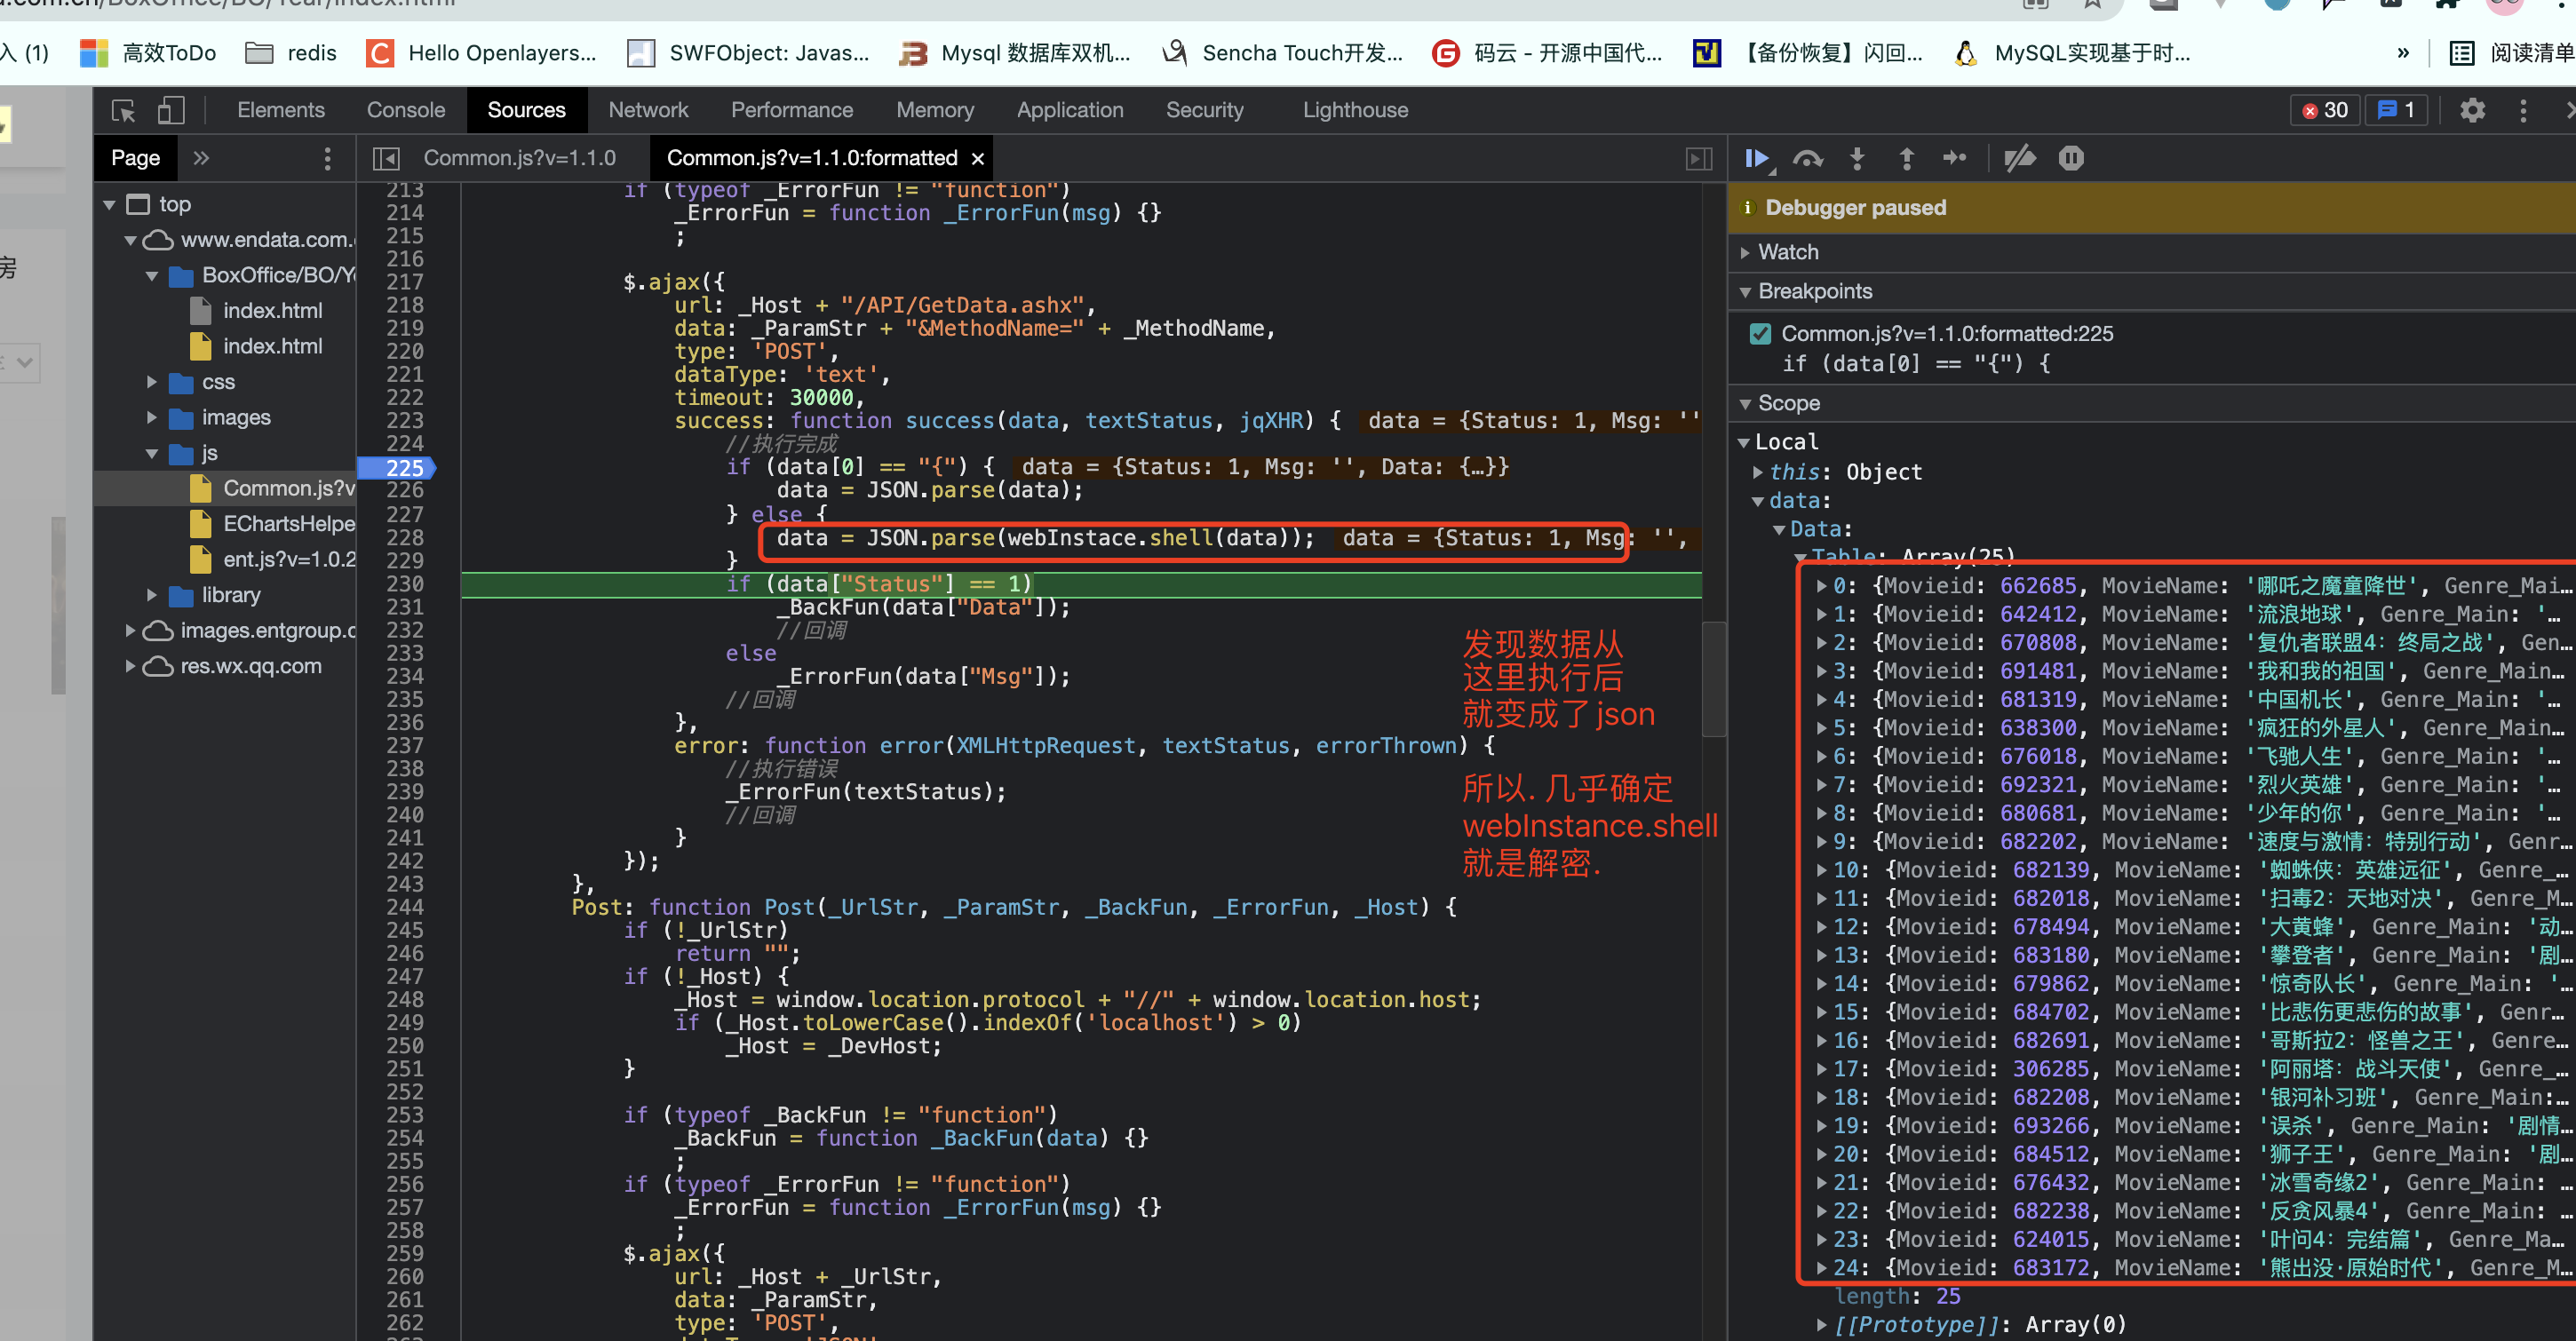 .com.cn/BoxOffice/BO/Year/index.html
入 (1)
高效ToDo
redis
Hello Openlayers...
SWFObject: Javas...
Mysql 数据库双机...
Sencha Touch开发...
码云 - 开源中国代...
【备份恢复】闪回...
MySQL实现基于时...
»
阅读清单
Elements
Console
Sources
Network
Performance
Memory
Application
Security
Lighthouse
30
1
Page
»
Common.js?v=1.1.0
Common.js?v=1.1.0:formatted ×
房
top
www.endata.com.
BoxOffice/BO/Y
index.html
index.html
css
images
js
Common.js?v
EChartsHelpe
ent.js?v=1.0.2
library
images.entgroup.c
res.wx.qq.com
213 if (typeof _ErrorFun != "function")
214 _ErrorFun = function _ErrorFun(msg) {}
215 ;
216
217 $.ajax({
218 url: _Host + "/API/GetData.ashx",
219 data: _ParamStr + "&MethodName=" + _MethodName,
220 type: 'POST',
221 dataType: 'text',
222 timeout: 30000,
223 success: function success(data, textStatus, jqXHR) { data = {Status: 1, Msg: ''
224 //执行完成
225 if (data[0] == "{") { data = {Status: 1, Msg: '', Data: {…}}
226 data = JSON.parse(data);
227 } else {
228 data = JSON.parse(webInstace.shell(data)); data = {Status: 1, Msg: '',
229 }
230 if (data["Status"] == 1)
231 _BackFun(data["Data"]);
232 //回调
233 else
234 _ErrorFun(data["Msg"]);
235 //回调
236 },
237 error: function error(XMLHttpRequest, textStatus, errorThrown) {
238 //执行错误
239 _ErrorFun(textStatus);
240 //回调
241 }
242 });
243 },
244 Post: function Post(_UrlStr, _ParamStr, _BackFun, _ErrorFun, _Host) {
245 if (!_UrlStr)
246 return "";
247 if (!_Host) {
248 _Host = window.location.protocol + "//" + window.location.host;
249 if (_Host.toLowerCase().indexOf('localhost') > 0)
250 _Host = _DevHost;
251 }
252
253 if (typeof _BackFun != "function")
254 _BackFun = function _BackFun(data) {}
255 ;
256 if (typeof _ErrorFun != "function")
257 _ErrorFun = function _ErrorFun(msg) {}
258 ;
259 $.ajax({
260 url: _Host + _UrlStr,
261 data: _ParamStr,
262 type: 'POST',
发现数据从
这里执行后
就变成了json
所以. 几乎确定
webInstance.shell
就是解密.
Debugger paused
Watch
Breakpoints
Common.js?v=1.1.0:formatted:225
if (data[0] == "{") {
Scope
Local
this: Object
data:
Data:
Table: Array(25)
0: {Movieid: 662685, MovieName: '哪吒之魔童降世', Genre_Mai…
1: {Movieid: 642412, MovieName: '流浪地球', Genre_Main: '…
2: {Movieid: 670808, MovieName: '复仇者联盟4：终局之战', Gen…
3: {Movieid: 691481, MovieName: '我和我的祖国', Genre_Main…
4: {Movieid: 681319, MovieName: '中国机长', Genre_Main: '…
5: {Movieid: 638300, MovieName: '疯狂的外星人', Genre_Main…
6: {Movieid: 676018, MovieName: '飞驰人生', Genre_Main: '…
7: {Movieid: 692321, MovieName: '烈火英雄', Genre_Main: '…
8: {Movieid: 680681, MovieName: '少年的你', Genre_Main: '…
9: {Movieid: 682202, MovieName: '速度与激情：特别行动', Genr…
10: {Movieid: 682139, MovieName: '蜘蛛侠：英雄远征', Genre_…
11: {Movieid: 682018, MovieName: '扫毒2：天地对决', Genre_M…
12: {Movieid: 678494, MovieName: '大黄蜂', Genre_Main: '动…
13: {Movieid: 683180, MovieName: '攀登者', Genre_Main: '剧…
14: {Movieid: 679862, MovieName: '惊奇队长', Genre_Main: '…
15: {Movieid: 684702, MovieName: '比悲伤更悲伤的故事', Genr…
16: {Movieid: 682691, MovieName: '哥斯拉2：怪兽之王', Genre…
17: {Movieid: 306285, MovieName: '阿丽塔：战斗天使', Genre_…
18: {Movieid: 682208, MovieName: '银河补习班', Genre_Main:…
19: {Movieid: 693266, MovieName: '误杀', Genre_Main: '剧情…
20: {Movieid: 684512, MovieName: '狮子王', Genre_Main: '剧…
21: {Movieid: 676432, MovieName: '冰雪奇缘2', Genre_Main: …
22: {Movieid: 682238, MovieName: '反贪风暴4', Genre_Main: …
23: {Movieid: 624015, MovieName: '叶问4：完结篇', Genre_Ma…
24: {Movieid: 683172, MovieName: '熊出没·原始时代', Genre_M…
length: 25
[[Prototype]]: Array(0)